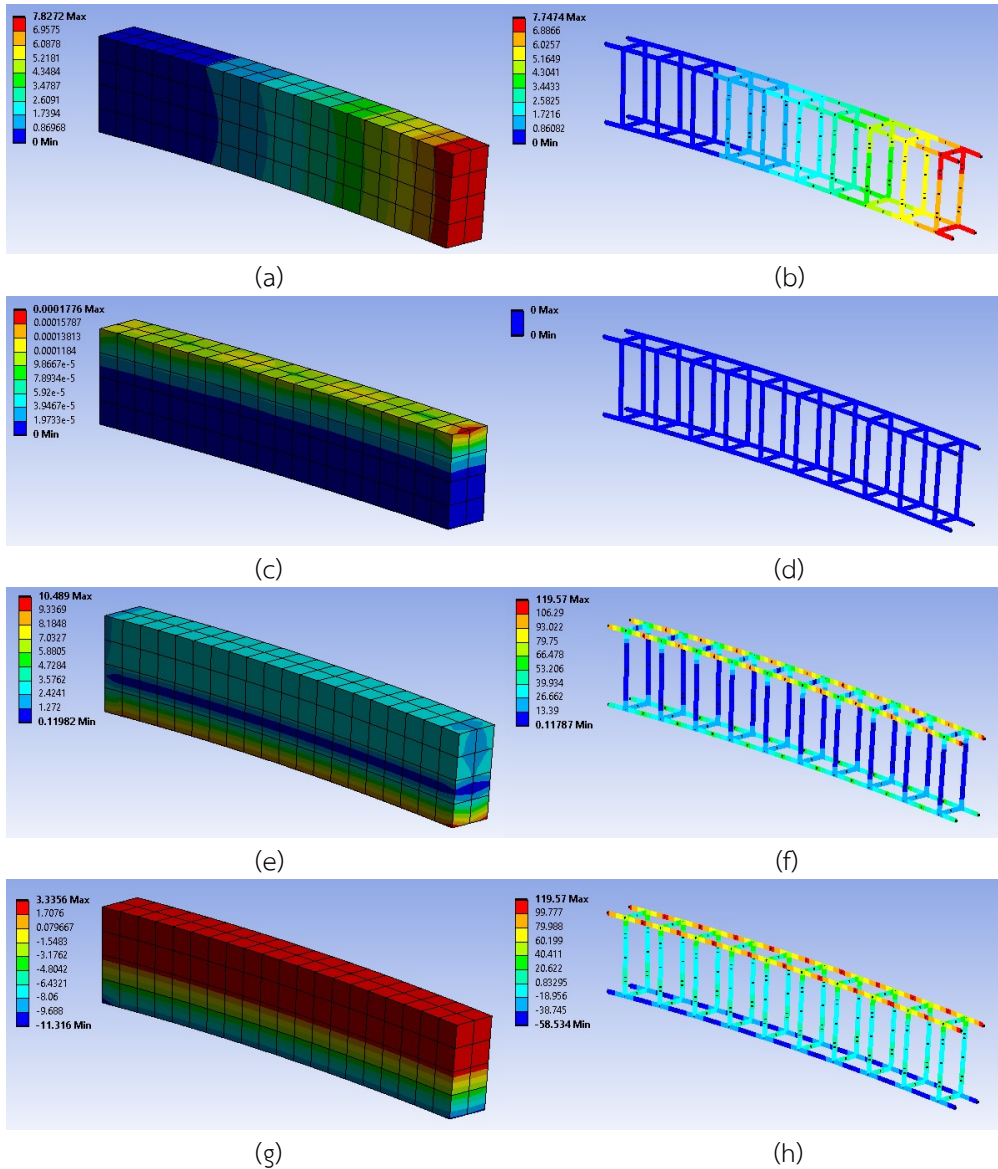 7.8272 Max
6.9575
6.0878
5.2181
4.3484
3.4787
2.6091
1.7394
0.86968
0 Min
(a)
7.7474 Max
6.8866
6.0257
5.1649
4.3041
3.4433
2.5825
1.7216
0.86082
0 Min
(b)
0.0001776 Max
0.00015787
0.00013813
0.0001184
9.8667e-5
7.8934e-5
5.92e-5
3.9467e-5
1.9733e-5
0 Min
(c)
0 Max
0 Min
(d)
10.489 Max
9.3369
8.1848
7.0327
5.8805
4.7284
3.5762
2.4241
1.272
0.11982 Min
(e)
119.57 Max
106.29
93.022
79.75
66.478
53.206
39.934
26.662
13.39
0.11787 Min
(f)
3.3356 Max
1.7076
0.079667
-1.5483
-3.1762
-4.8042
-6.4321
-8.06
-9.688
-11.316 Min
(g)
119.57 Max
99.777
79.988
60.199
40.411
20.622
0.83295
-18.956
-38.745
-58.534 Min
(h)